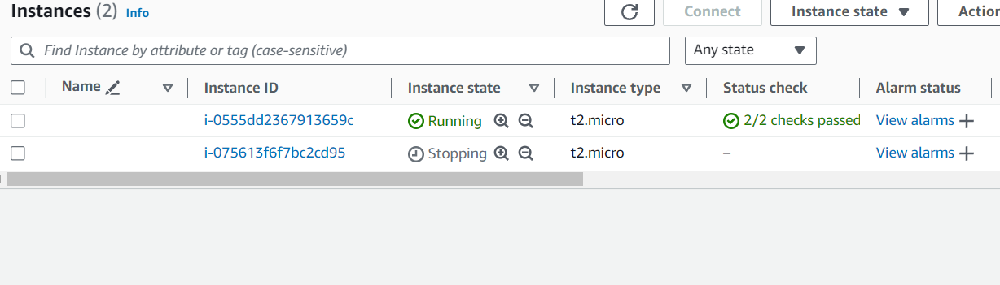 Instances (2) Info
Connect Instance state
Find Instance by attribute or tag (case-sensitive) Any state
Name Instance ID Instance state Instance type Status check Alarm status
i-0555dd2367913659c Running t2.micro 2/2 checks passed View alarms
i-075613f6f7bc2cd95 Stopping t2.micro – View alarms